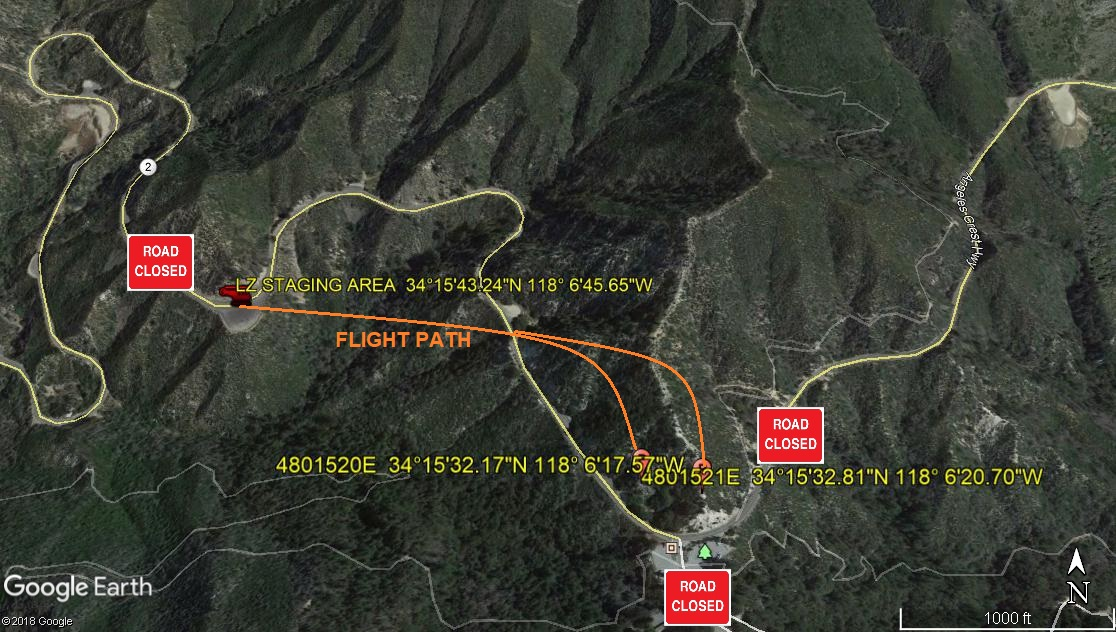 2
Angeles Crest Hwy
ROAD
CLOSED
LZ STAGING AREA 34°15'43.24"N 118° 6'45.65"W
FLIGHT PATH
ROAD
CLOSED
4801520E 34°15'32.17"N 118° 6'17.57"W
4801521E 34°15'32.81"N 118° 6'20.70"W
ROAD
CLOSED
Google Earth
©2018 Google
N
1000 ft